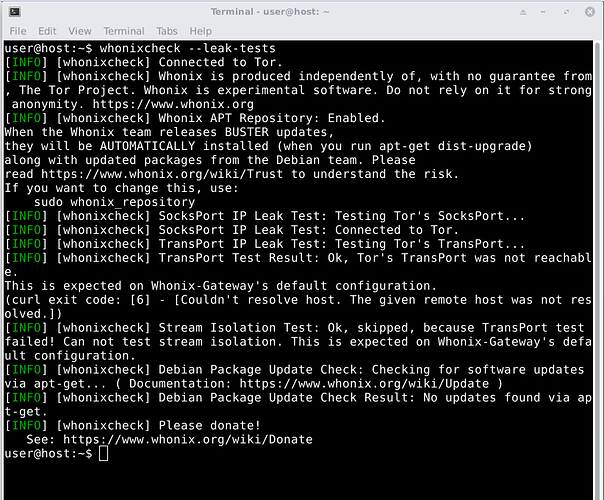 Terminal - user@host: ~
File Edit View Terminal Tabs Help
user@host:~$ whonixcheck --leak-tests
[INFO] [whonixcheck] Connected to Tor.
[INFO] [whonixcheck] Whonix is produced independently of, with no guarantee from
, The Tor Project. Whonix is experimental software. Do not rely on it for strong
 anonymity. https://www.whonix.org
[INFO] [whonixcheck] Whonix APT Repository: Enabled.
When the Whonix team releases BUSTER updates,
they will be AUTOMATICALLY installed (when you run apt-get dist-upgrade)
along with updated packages from the Debian team. Please
read https://www.whonix.org/wiki/Trust to understand the risk.
If you want to change this, use:
    sudo whonix_repository
[INFO] [whonixcheck] SocksPort IP Leak Test: Testing Tor's SocksPort...
[INFO] [whonixcheck] SocksPort IP Leak Test: Connected to Tor.
[INFO] [whonixcheck] TransPort IP Leak Test: Testing Tor's TransPort...
[INFO] [whonixcheck] TransPort Test Result: Ok, Tor's TransPort was not reachabl
e.
This is expected on Whonix-Gateway's default configuration.
(curl exit code: [6] - [Couldn't resolve host. The given remote host was not res
olved.])
[INFO] [whonixcheck] Stream Isolation Test: Ok, skipped, because TransPort test
failed! Can not test stream isolation. This is expected on Whonix-Gateway's defa
ult configuration.
[INFO] [whonixcheck] Debian Package Update Check: Checking for software updates
via apt-get... ( Documentation: https://www.whonix.org/wiki/Update )
[INFO] [whonixcheck] Debian Package Update Check Result: No updates found via ap
t-get.
[INFO] [whonixcheck] Please donate!
   See: https://www.whonix.org/wiki/Donate
user@host:~$